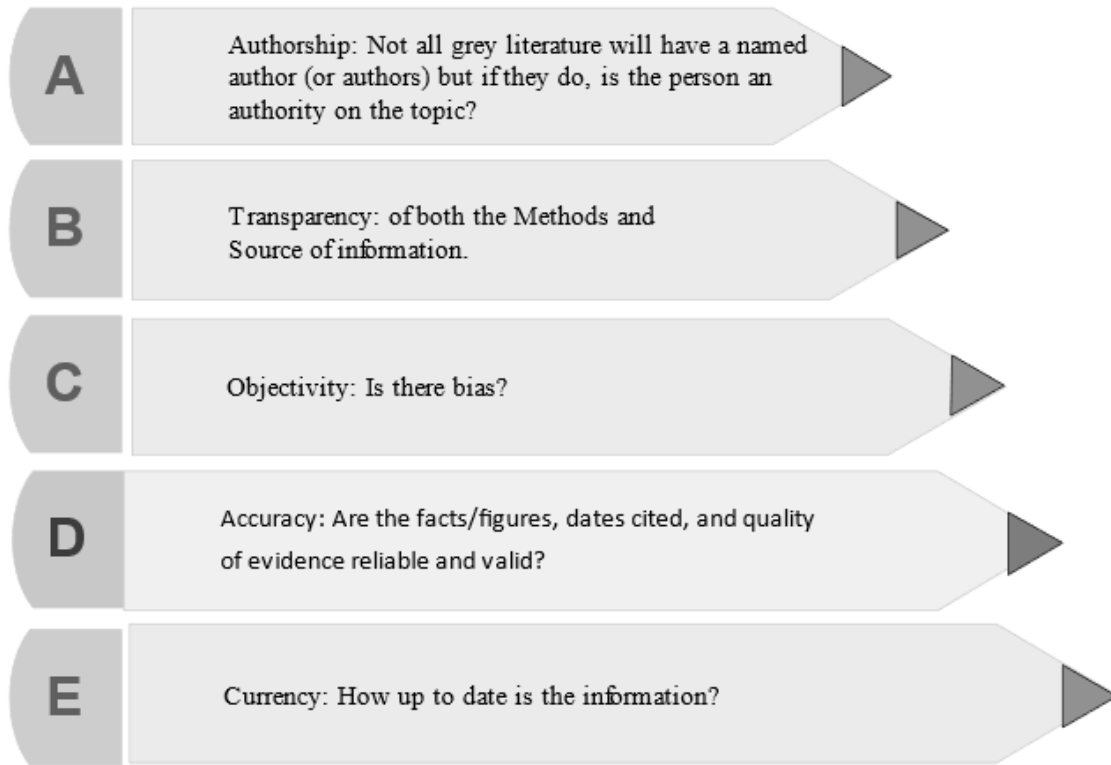 A
Authorship: Not all grey literature will have a named
author (or authors) but if they do, is the person an
authority on the topic?
B
Transparency: of both the Methods and
Source of information.
C
Objectivity: Is there bias?
D
Accuracy: Are the facts/figures, dates cited, and quality
of evidence reliable and valid?
E
Currency: How up to date is the information?